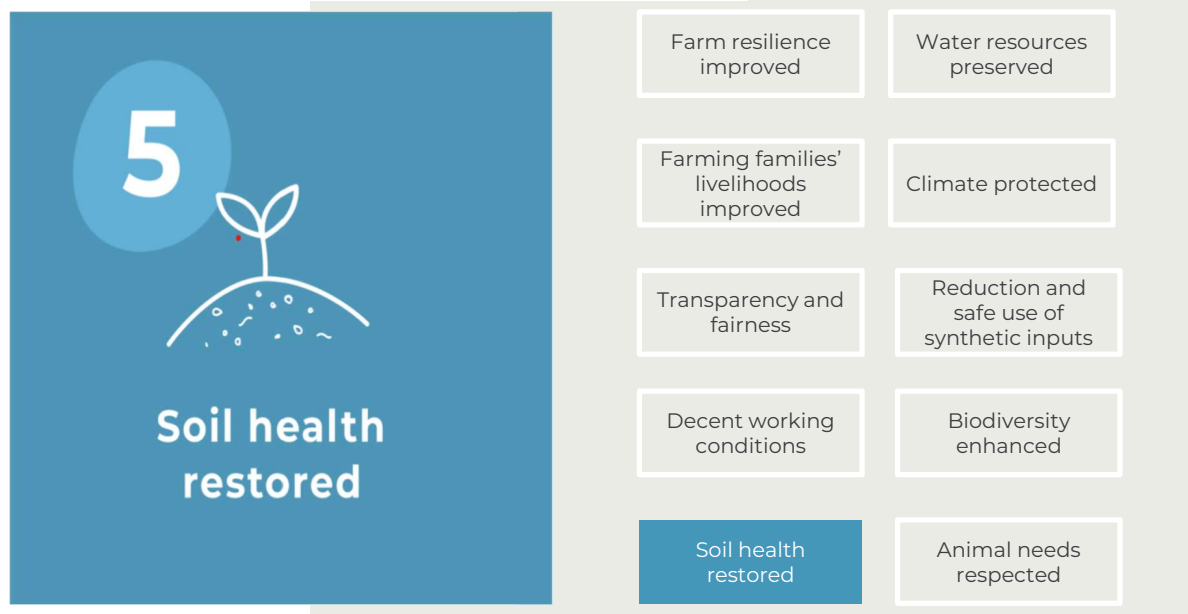 5
Soil health
restored
Farm resilience
improved
Water resources
preserved
Farming families’
livelihoods
improved
Climate protected
Transparency and
fairness
Reduction and
safe use of
synthetic inputs
Decent working
conditions
Biodiversity
enhanced
Soil health
restored
Animal needs
respected